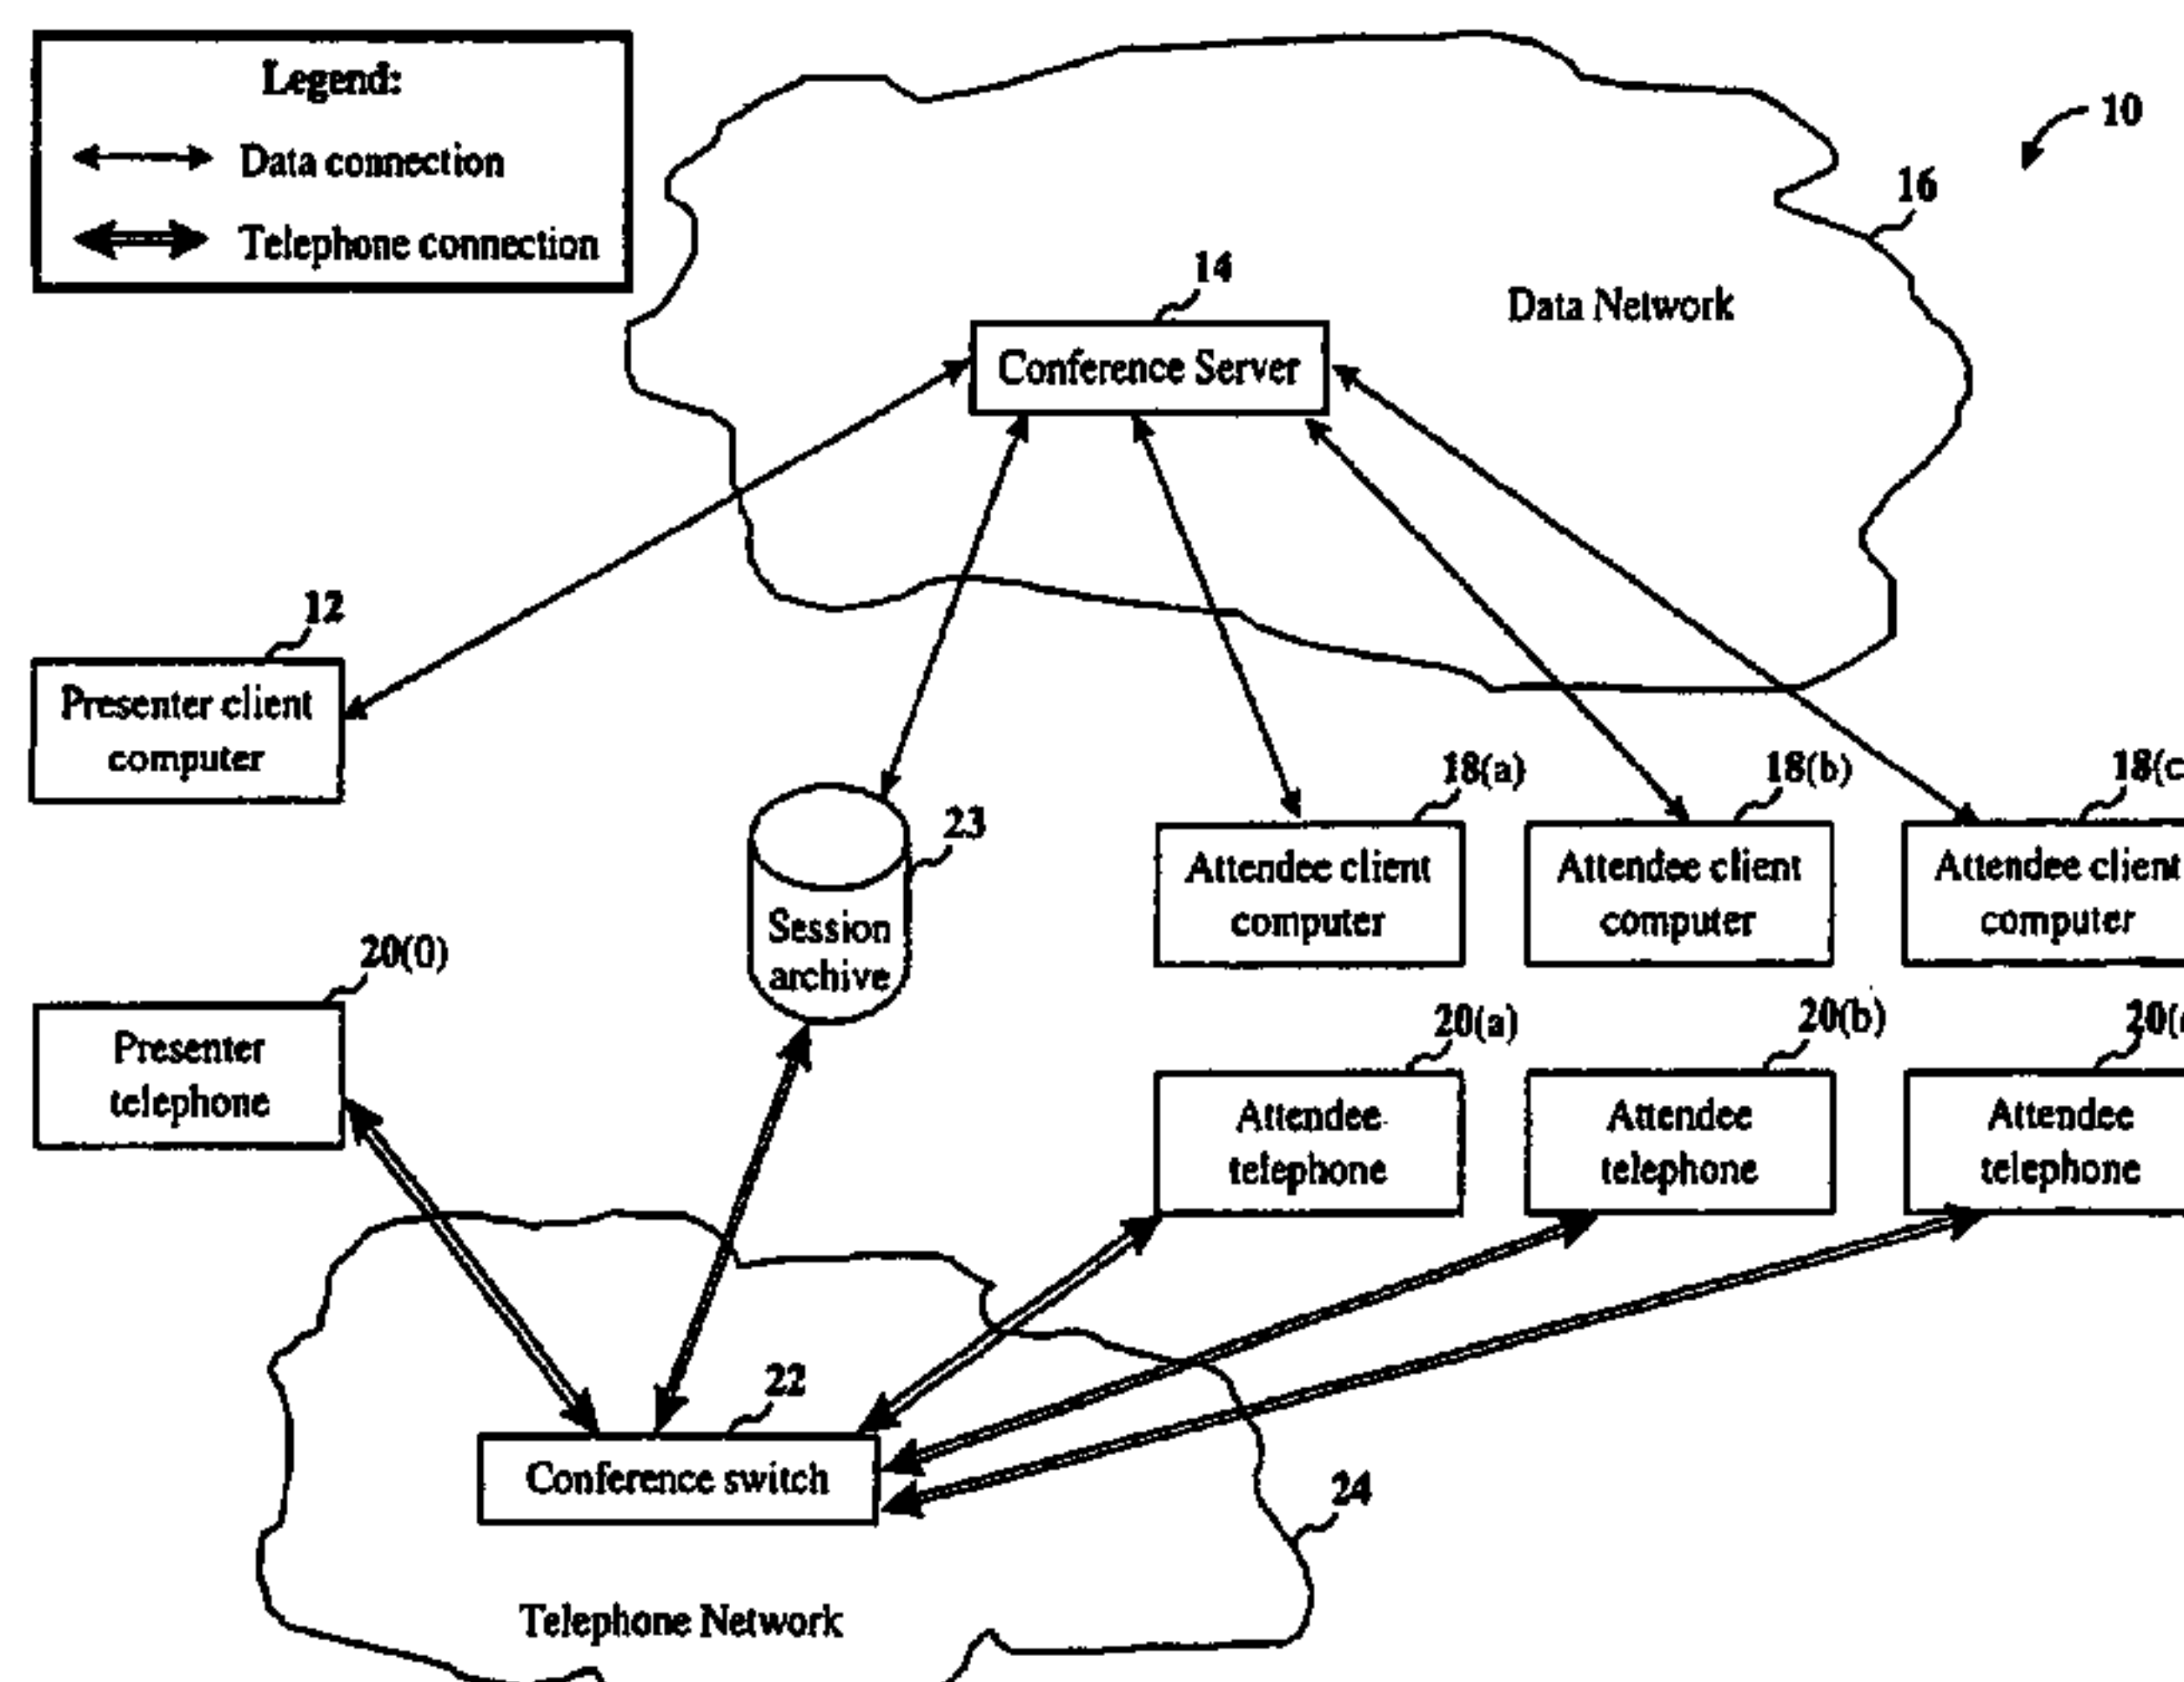 Legend:
Data connection
Telephone connection
10
16
14
Data Network
Conference Server
12
Presenter client
computer
18(a)
18(b)
18(c
23
Attendee client
computer
Attendee client
computer
Attendee client
computer
Session
archive
20(0)
Presenter
telephone
20(a)
20(b)
20(
Attendee
telephone
Attendee
telephone
Attendee
telephone
22
Conference switch
24
Telephone Network